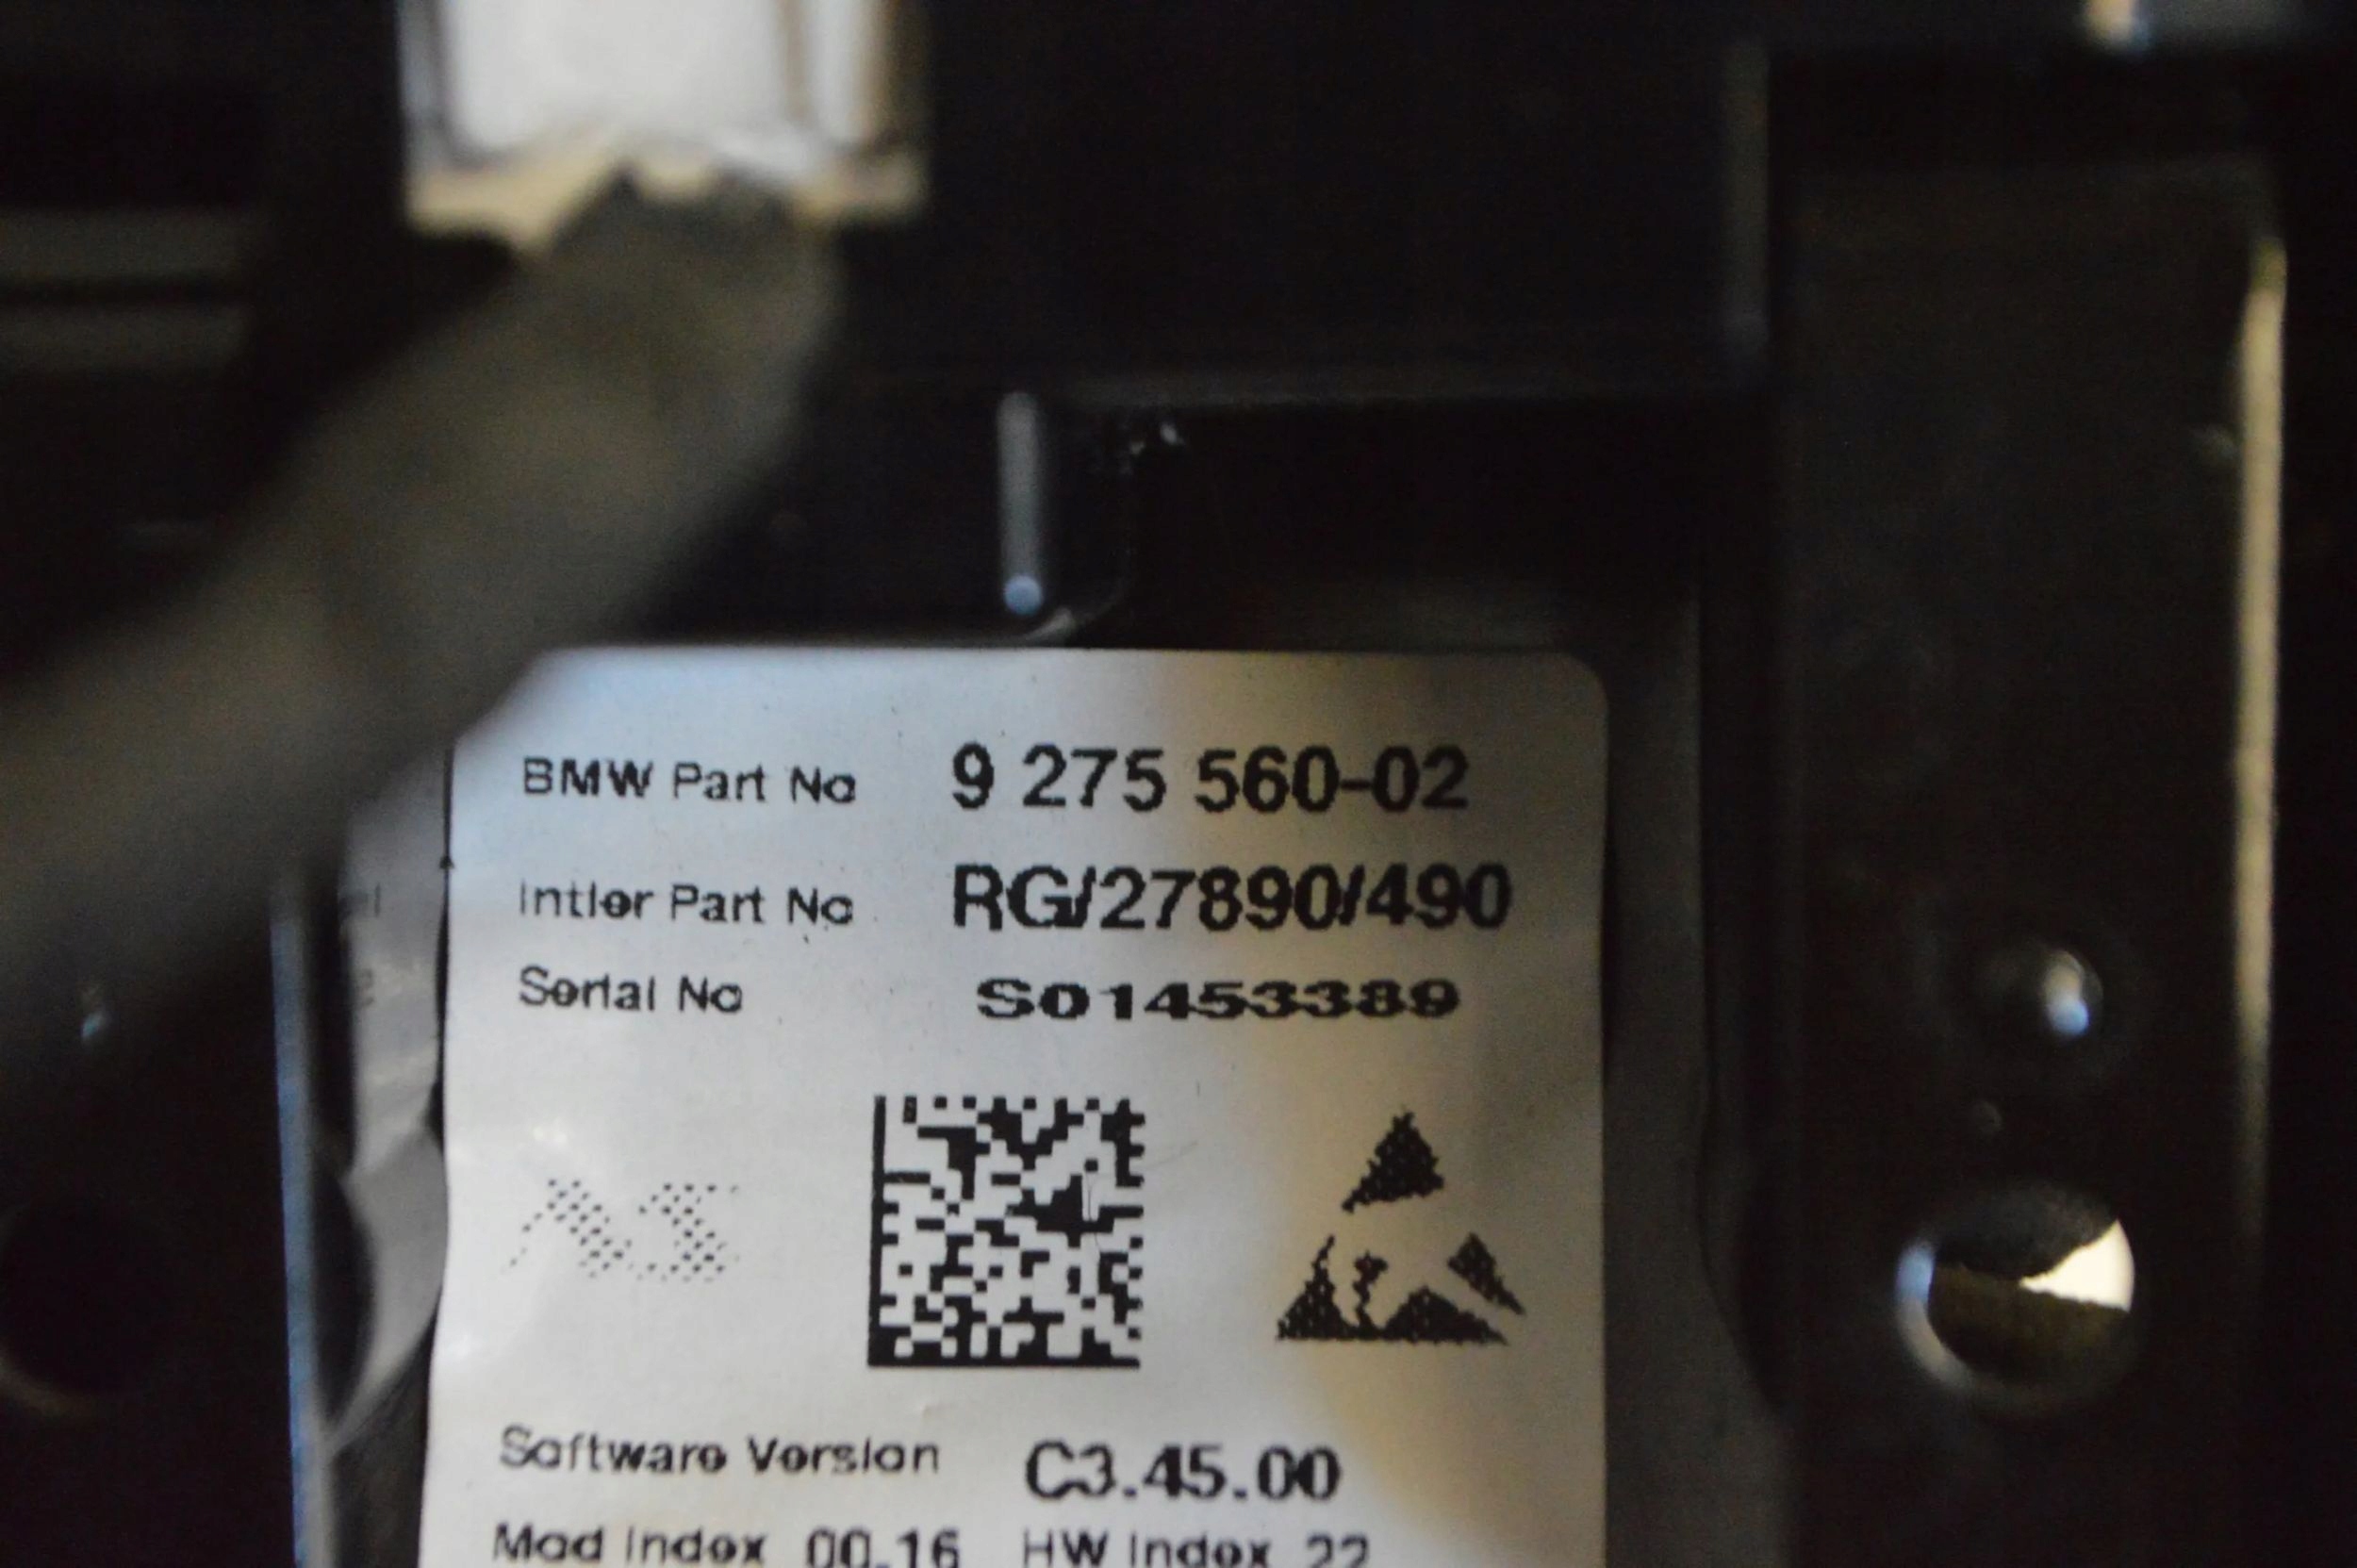 BMW Part No 9 275 560-02
Intier Part No RG/27890/490
Serial No S01453389
Software Version C3.45.00
Mod Index 00.16 HW Index 22